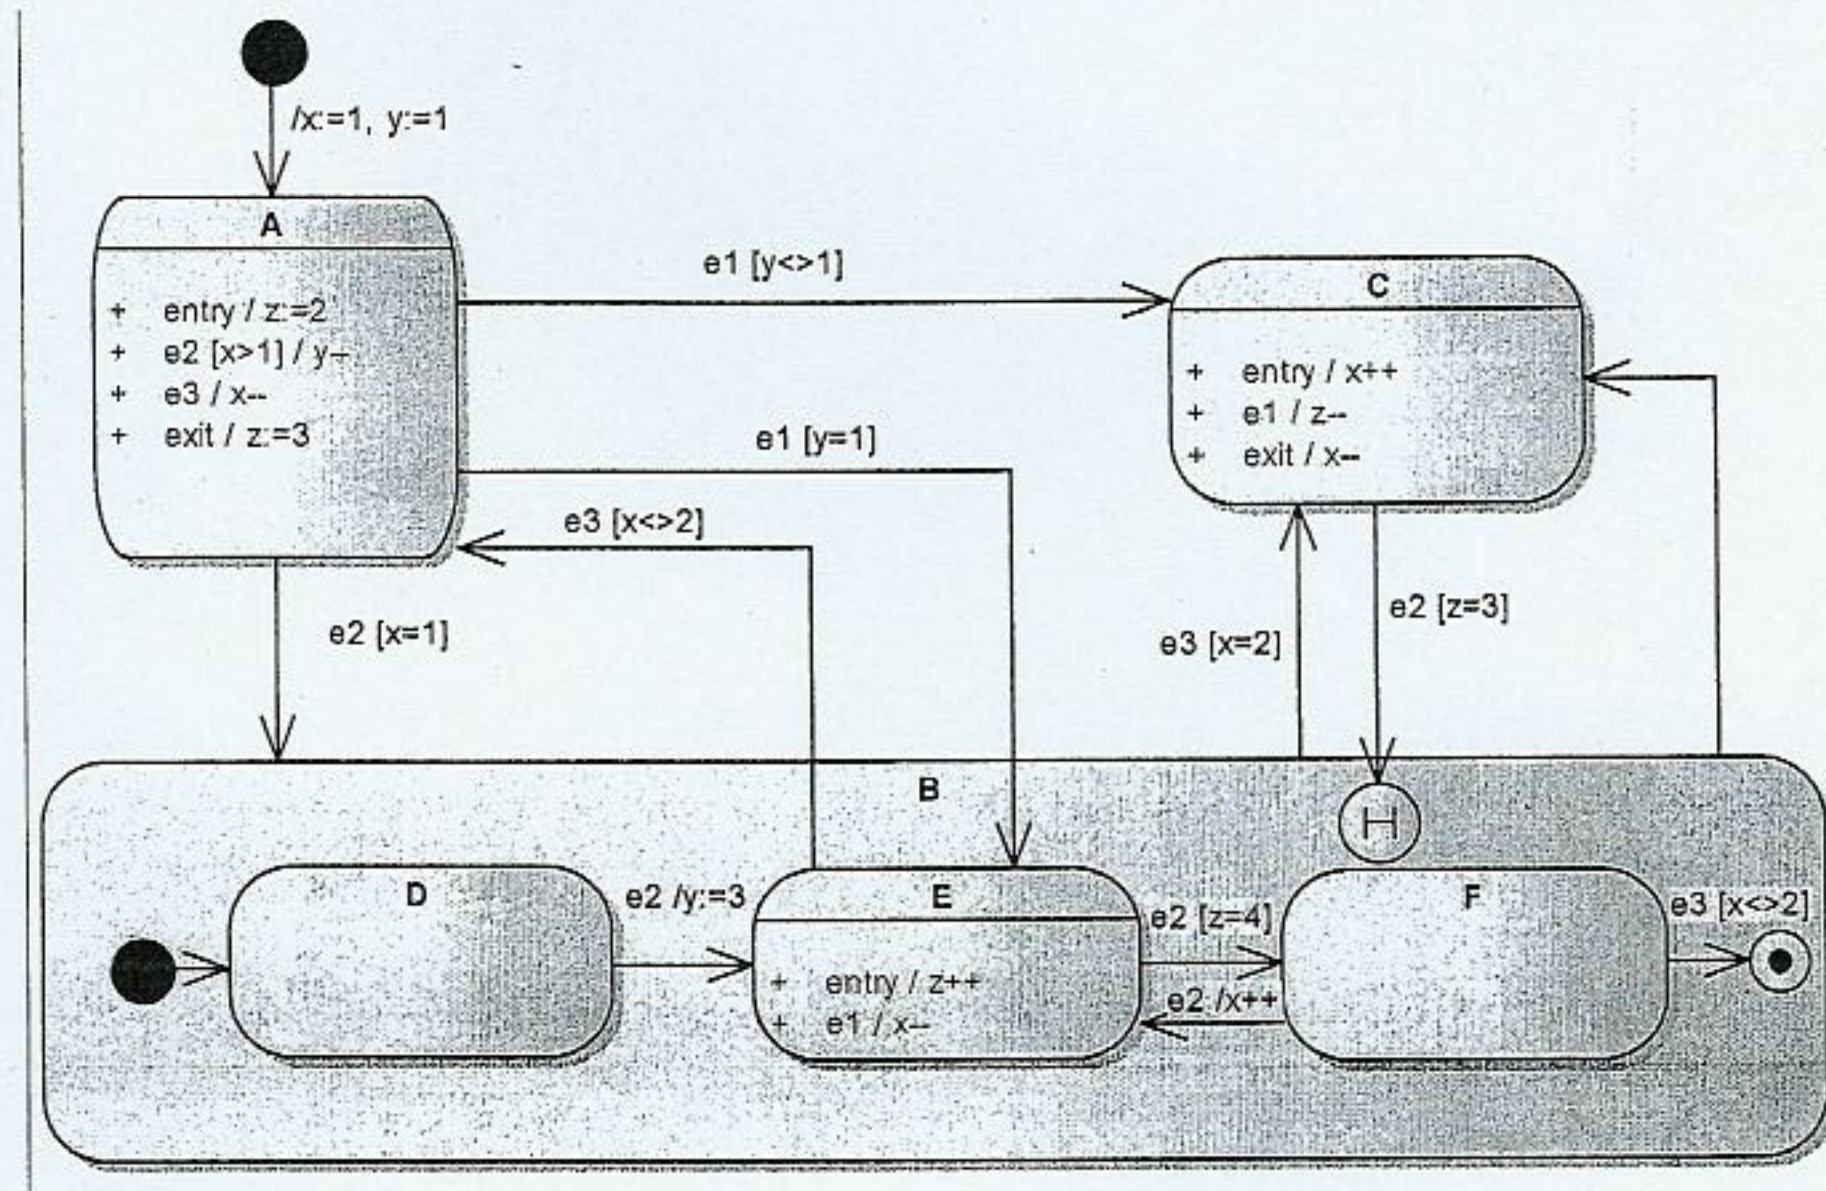 /x:=1, y:=1
A
+ entry / z:=2
+ e2 [x>1] / y--
+ e3 / x--
+ exit / z:=3
e1 [y<>1]
C
+ entry / x++
+ e1 / z--
+ exit / x--
e1 [y=1]
e3 [x<>2]
e2 [x=1]
e3 [x=2]
e2 [z=3]
B
H
D
e2 /y:=3
E
+ entry / z++
+ e1 / x--
e2 [z=4]
e2 /x++
F
e3 [x<>2]